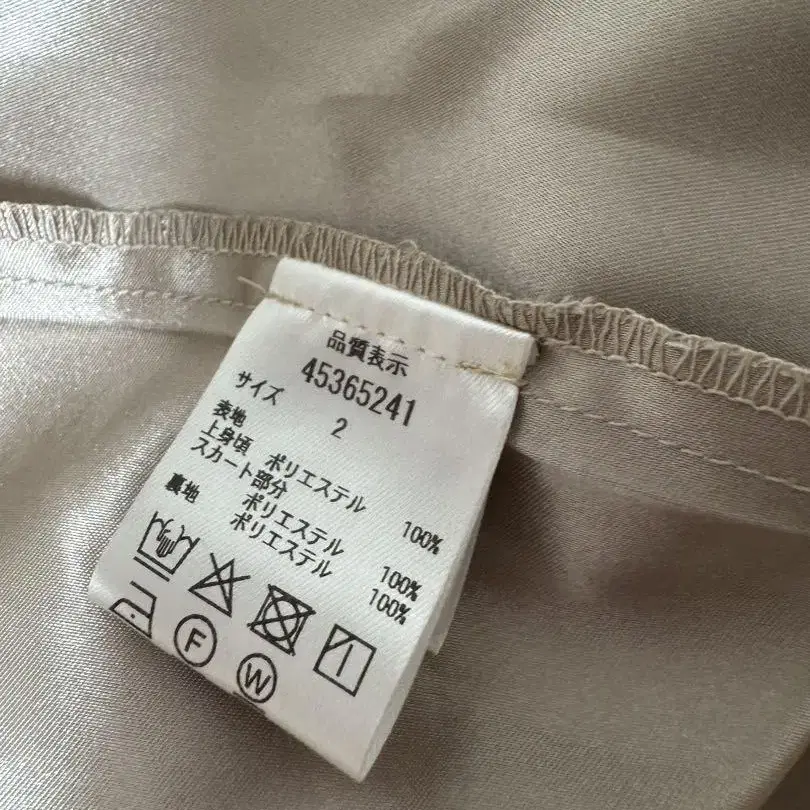 品質表示
45365241
サイズ 2
表地
上身頃 ポリエステル 100%
スカート部分
ポリエステル 100%
裏地 ポリエステル 100%
F
W